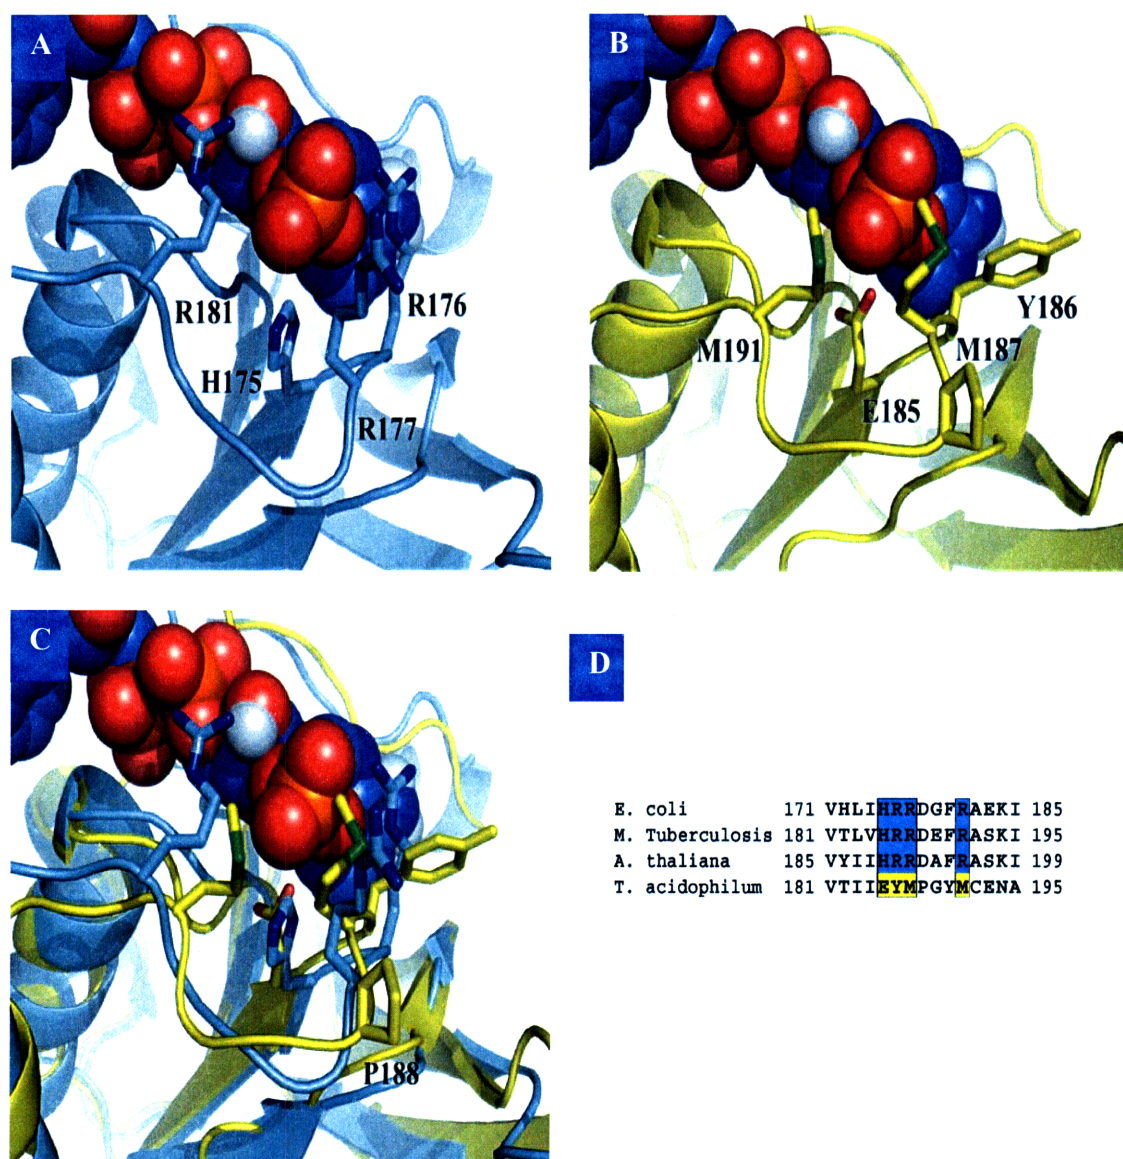 A
R181
R176
H175
R177
B
Y186
M191
M187
E185
C
P188
D
E. coli 171 VHLIHRRDGFRAEKI 185
M. Tuberculosis 181 VTLVHRRDEFRASKI 195
A. thaliana 185 VYIIHRRDAFRASKI 199
T. acidophilum 181 VTIIEYMPGYMCENA 195